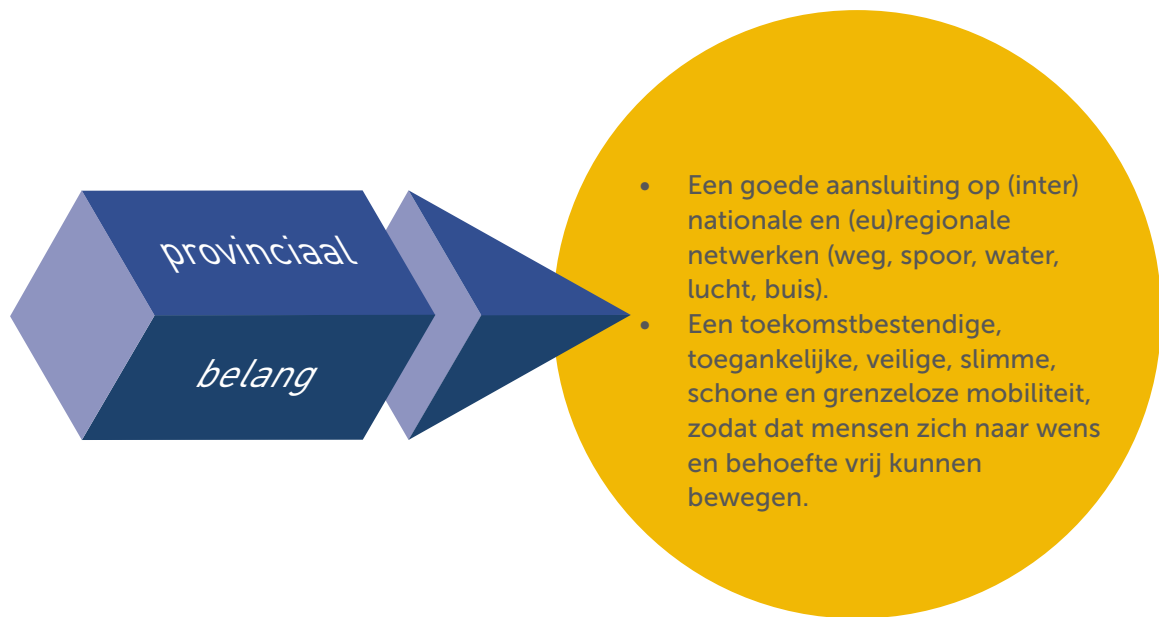 provinciaal
belang
• Een goede aansluiting op (inter)
nationale en (eu)regionale
netwerken (weg, spoor, water,
lucht, buis).
• Een toekomstbestendige,
toegankelijke, veilige, slimme,
schone en grenzeloze mobiliteit,
zodat dat mensen zich naar wens
en behoefte vrij kunnen
bewegen.